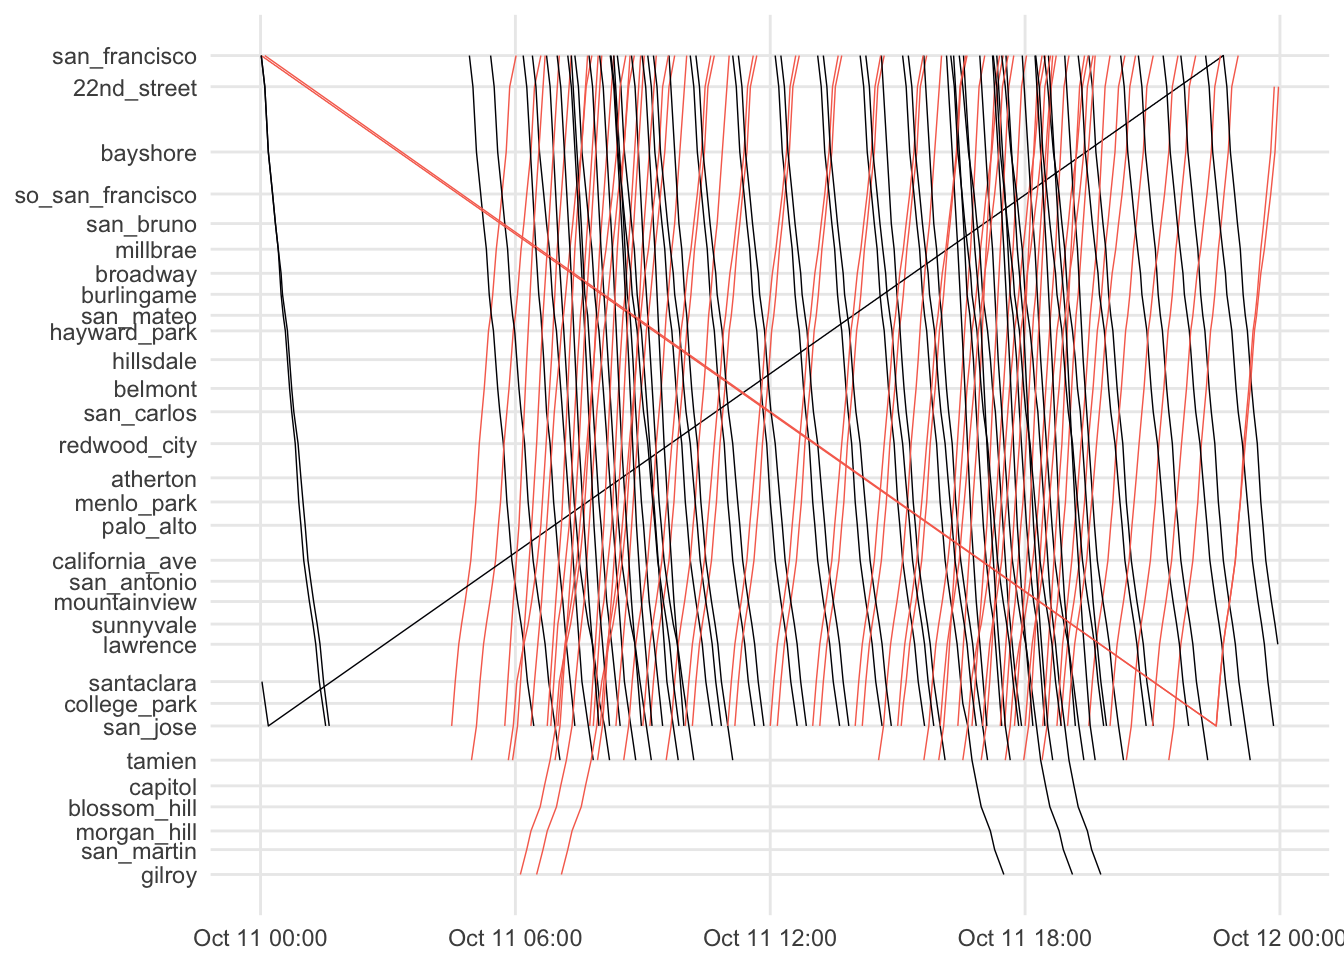 san_francisco
22nd_street
bayshore
so_san_francisco
san_bruno
millbrae
broadway
burlingame
san_mateo
hayward_park
hillsdale
belmont
san_carlos
redwood_city
atherton
menlo_park
palo_alto
california_ave
san_antonio
mountainview
sunnyvale
lawrence
santaclara
college_park
san_jose
tamien
capitol
blossom_hill
morgan_hill
san_martin
gilroy
Oct 11 00:00 Oct 11 06:00 Oct 11 12:00 Oct 11 18:00 Oct 12 00:00